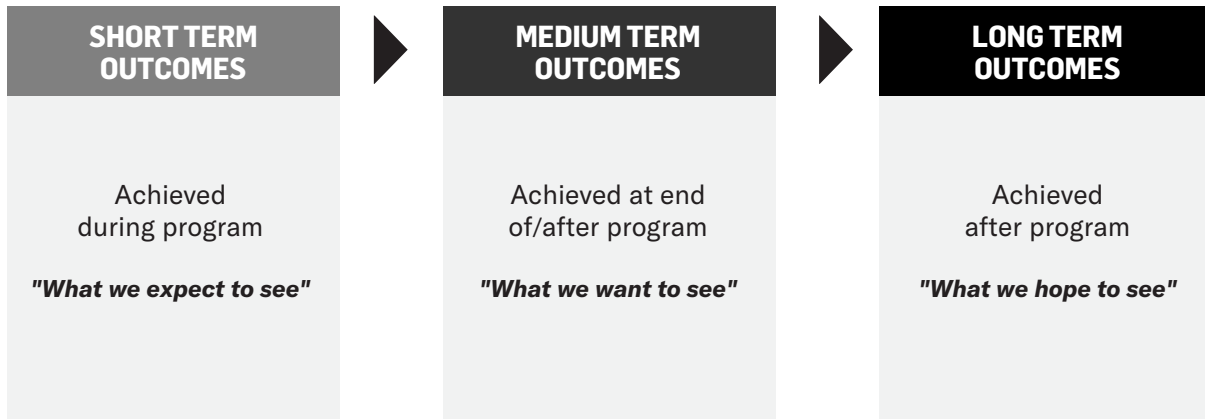 SHORT TERM
OUTCOMES
Achieved
during program
"What we expect to see"
MEDIUM TERM
OUTCOMES
Achieved at end
of/after program
"What we want to see"
LONG TERM
OUTCOMES
Achieved
after program
"What we hope to see"